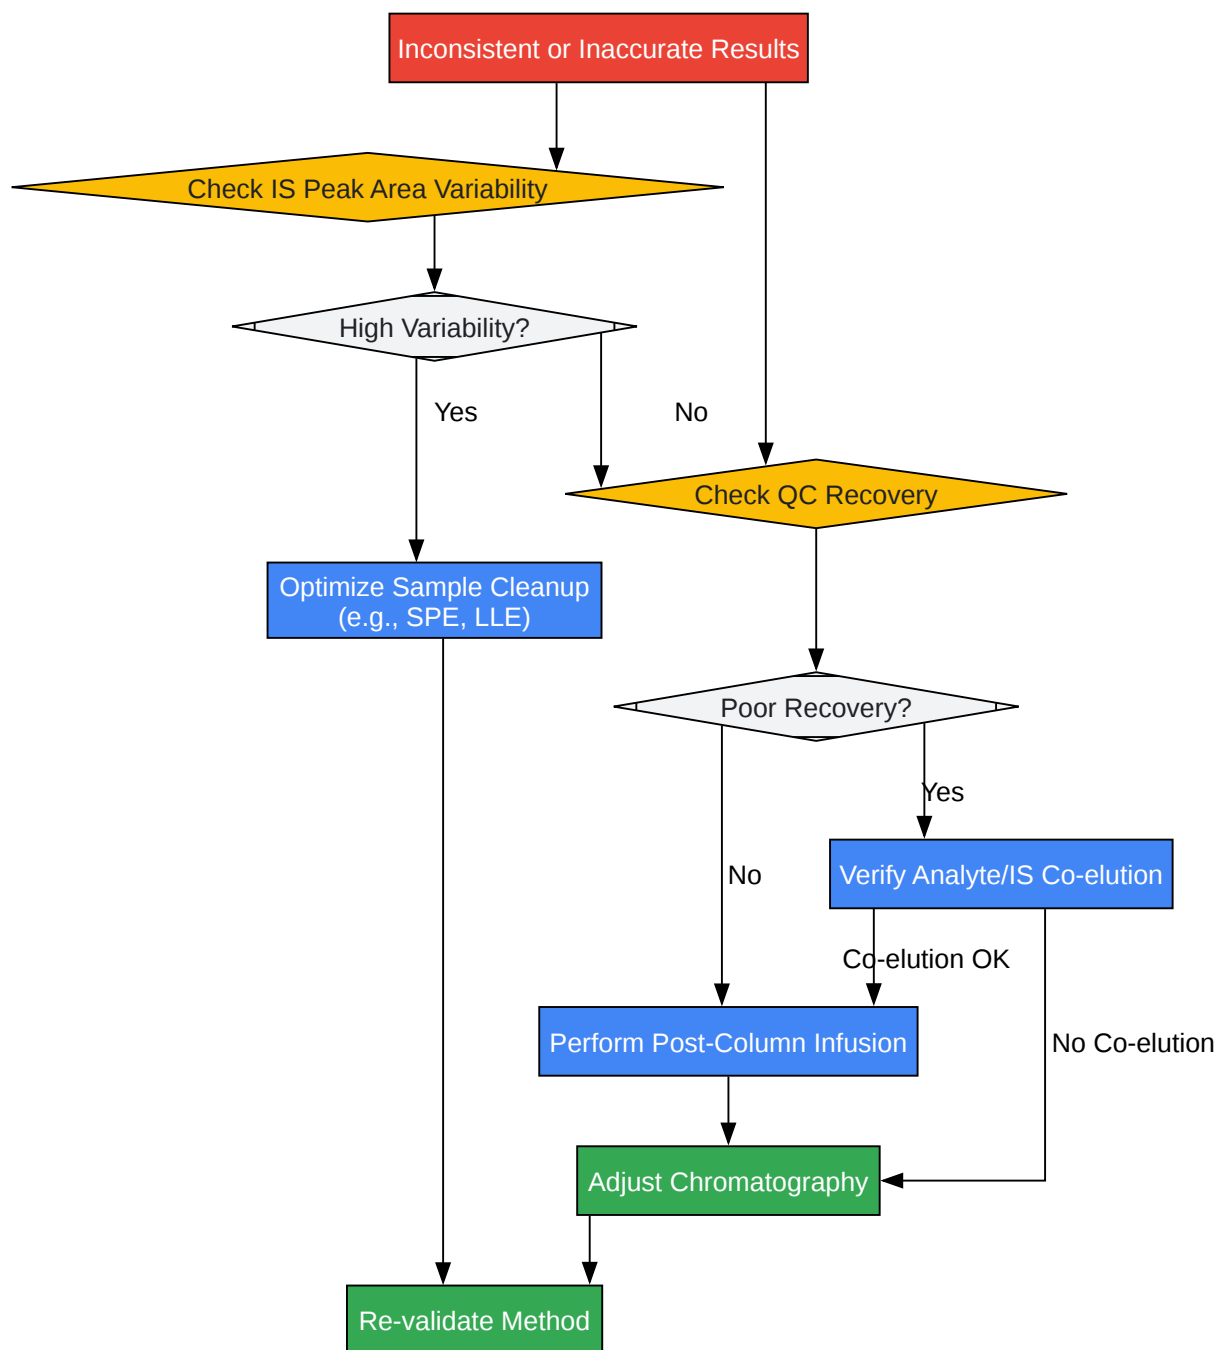 Inconsistent or Inaccurate Results
Check IS Peak Area Variability
High Variability?
Yes
No
Check QC Recovery
Optimize Sample Cleanup
(e.g., SPE, LLE)
Poor Recovery?
Yes
No
Verify Analyte/IS Co-elution
Co-elution OK
Perform Post-Column Infusion
No Co-elution
Adjust Chromatography
Re-validate Method